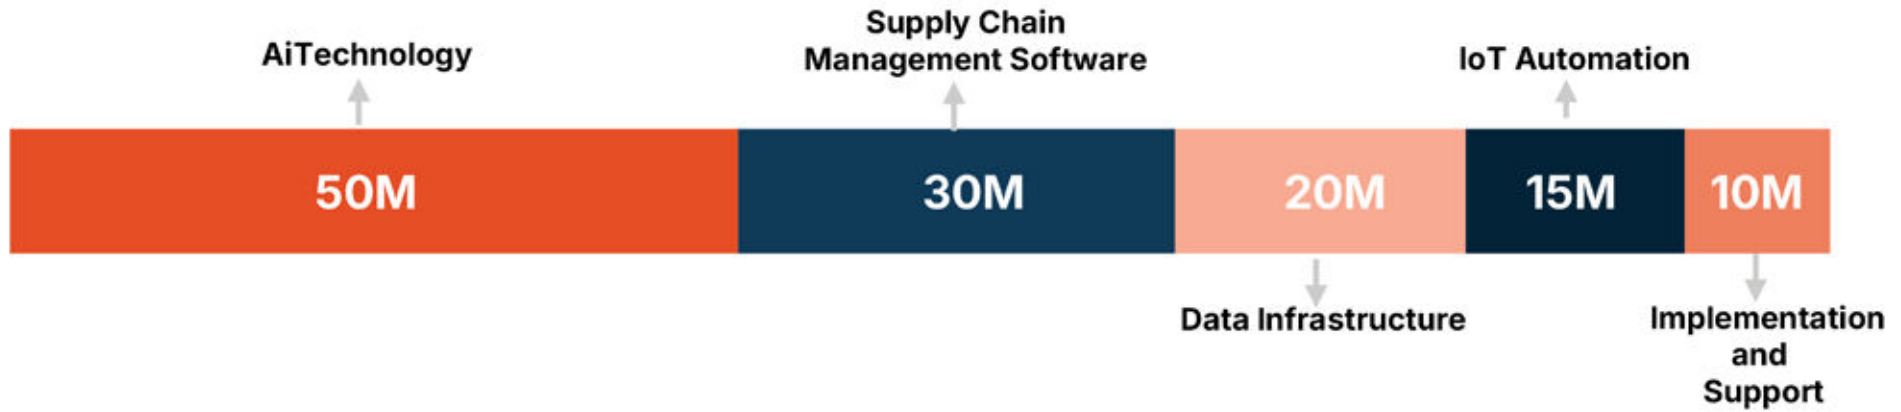 AiTechnology
Supply Chain
Management Software
IoT Automation
50M
30M
20M
15M
10M
Data Infrastructure
Implementation
and
Support